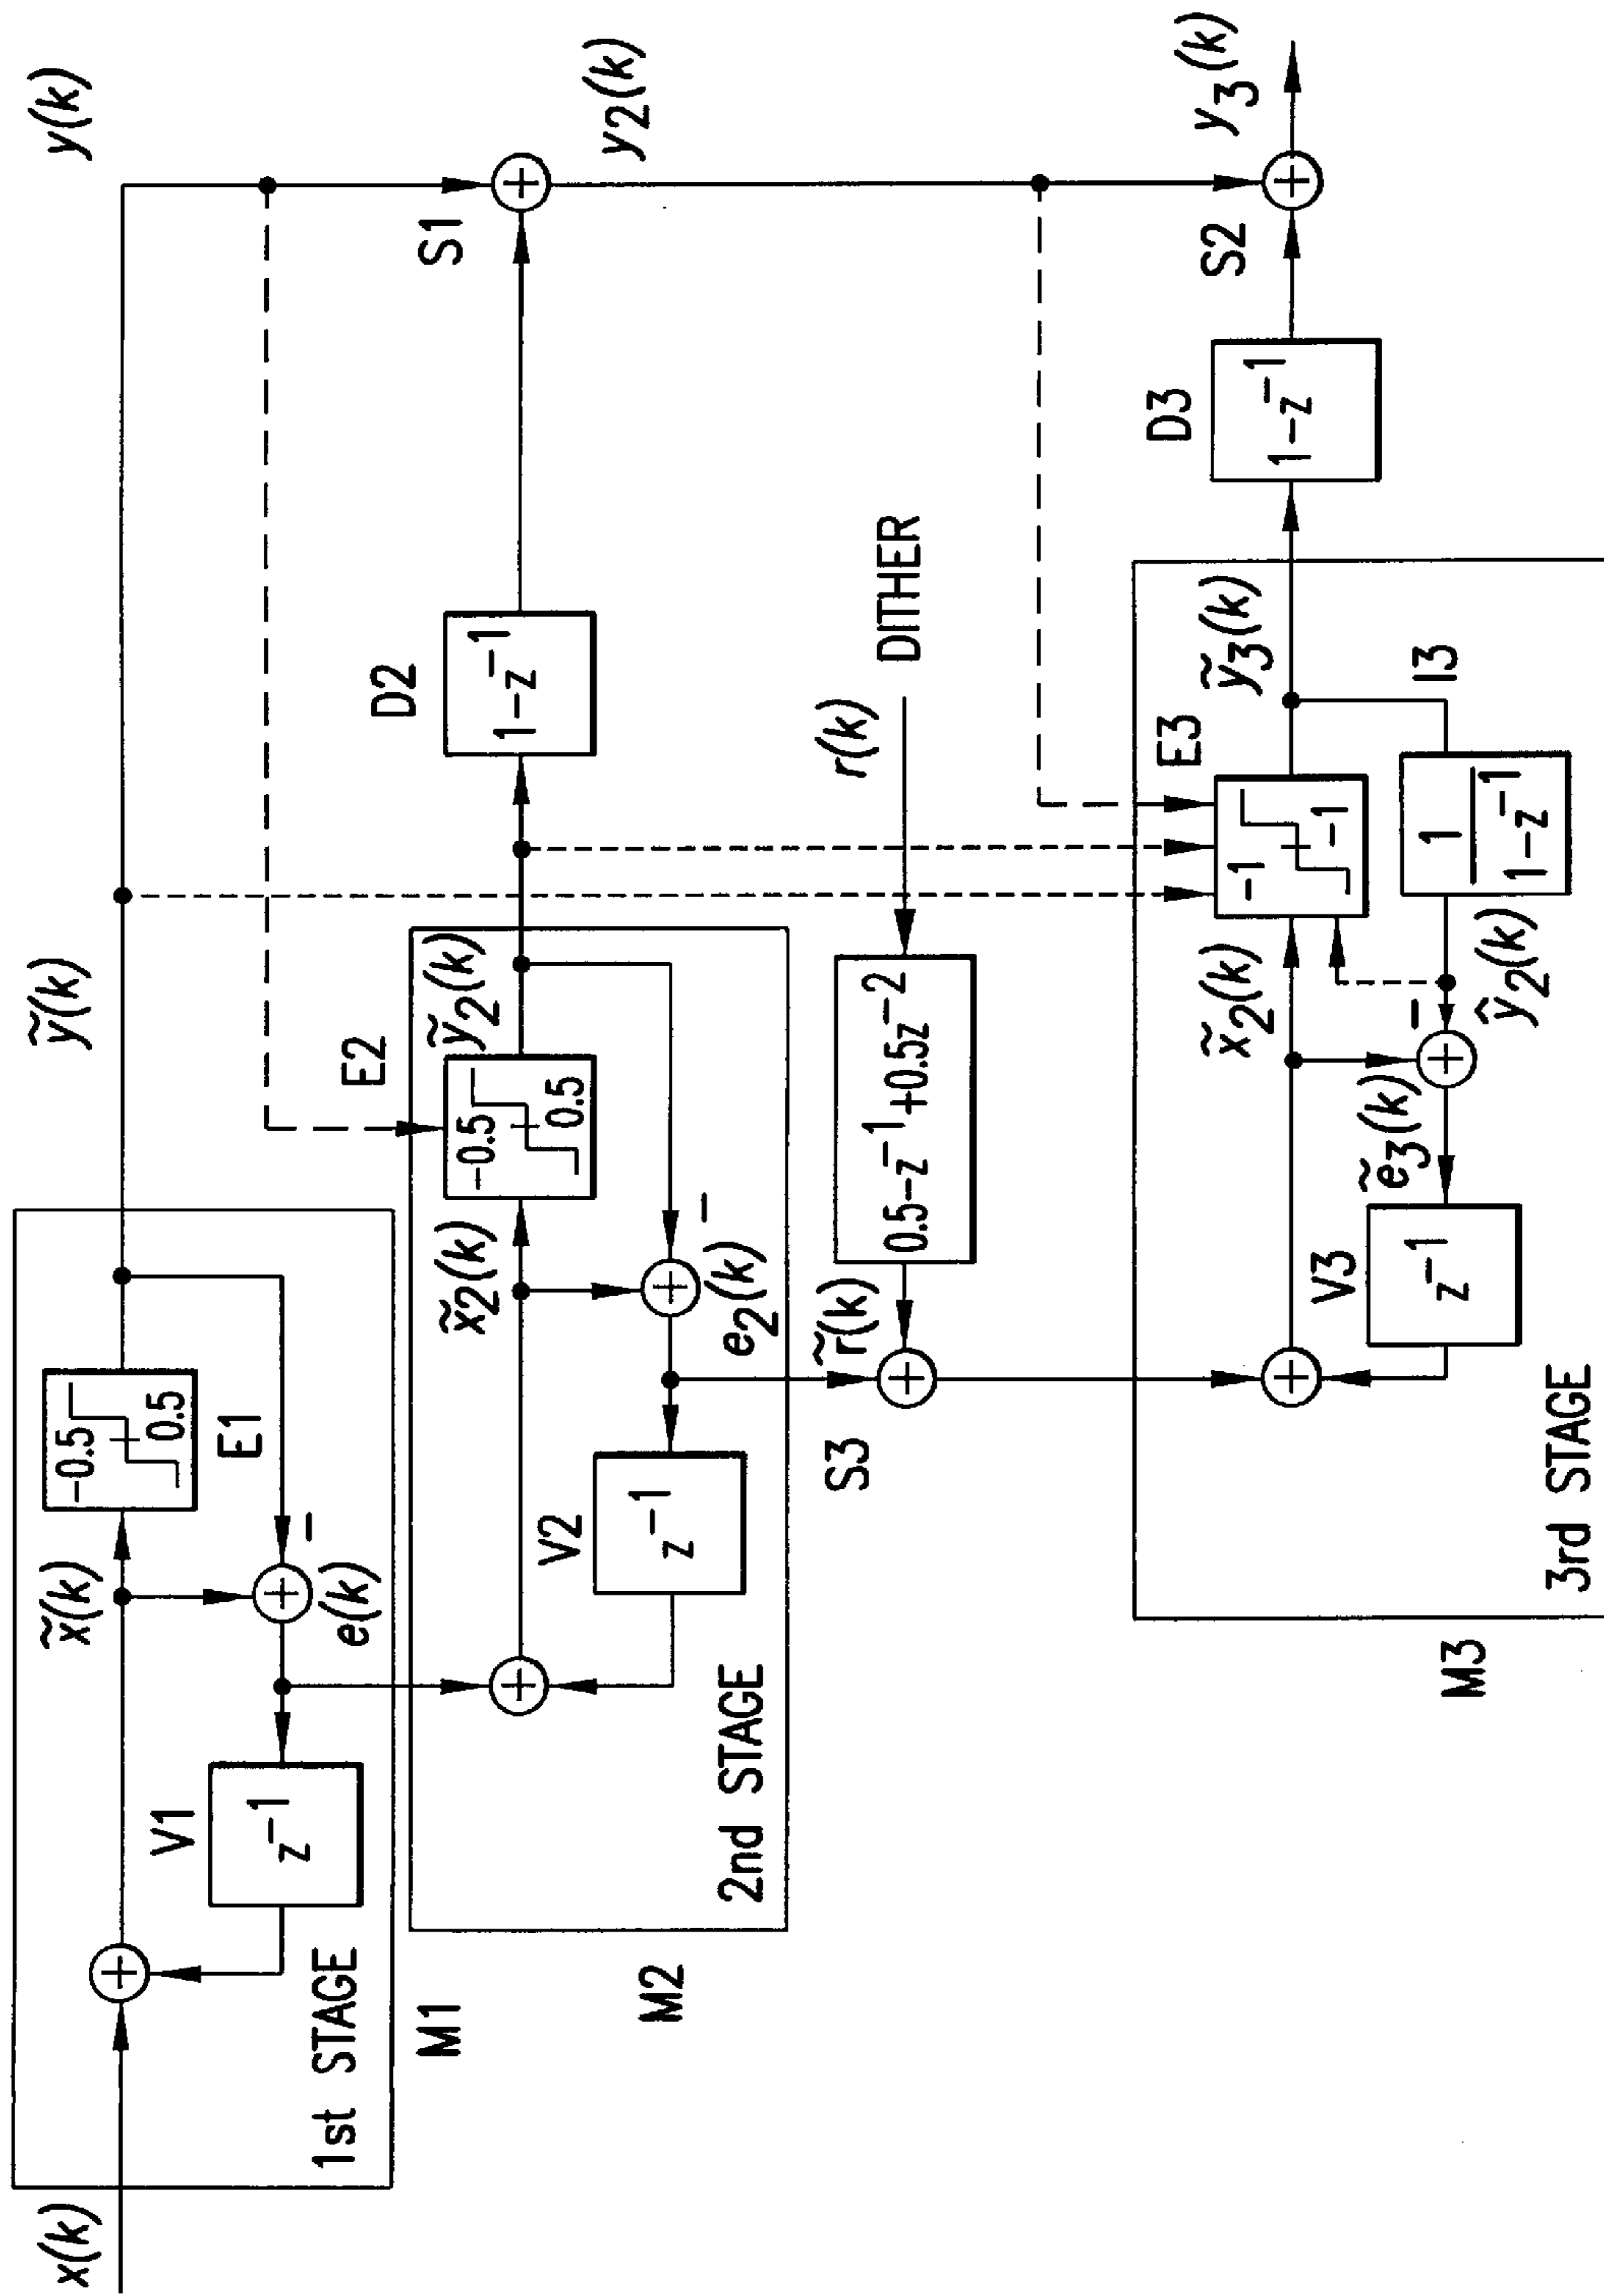 x(k)
x̃(k)
ỹ(k)
y(k)
-0.5
0.5
E1
V1
z⁻¹
e(k)
-
1st STAGE
M1
E2
-0.5
0.5
x̃2(k)
ỹ2(k)
D2
1-z⁻¹
S1
y2(k)
V2
z⁻¹
e2(k)
-
2nd STAGE
M2
S3
r̃(k)
0.5-z⁻¹+0.5z⁻²
r(k)
DITHER
x̃2(k)
E3
-1
-1
ỹ3(k)
D3
1-z⁻¹
S2
y3(k)
V3
z⁻¹
ẽ3(k)
-
ŷ2(k)
1
1-z⁻¹
I3
3rd STAGE
M3